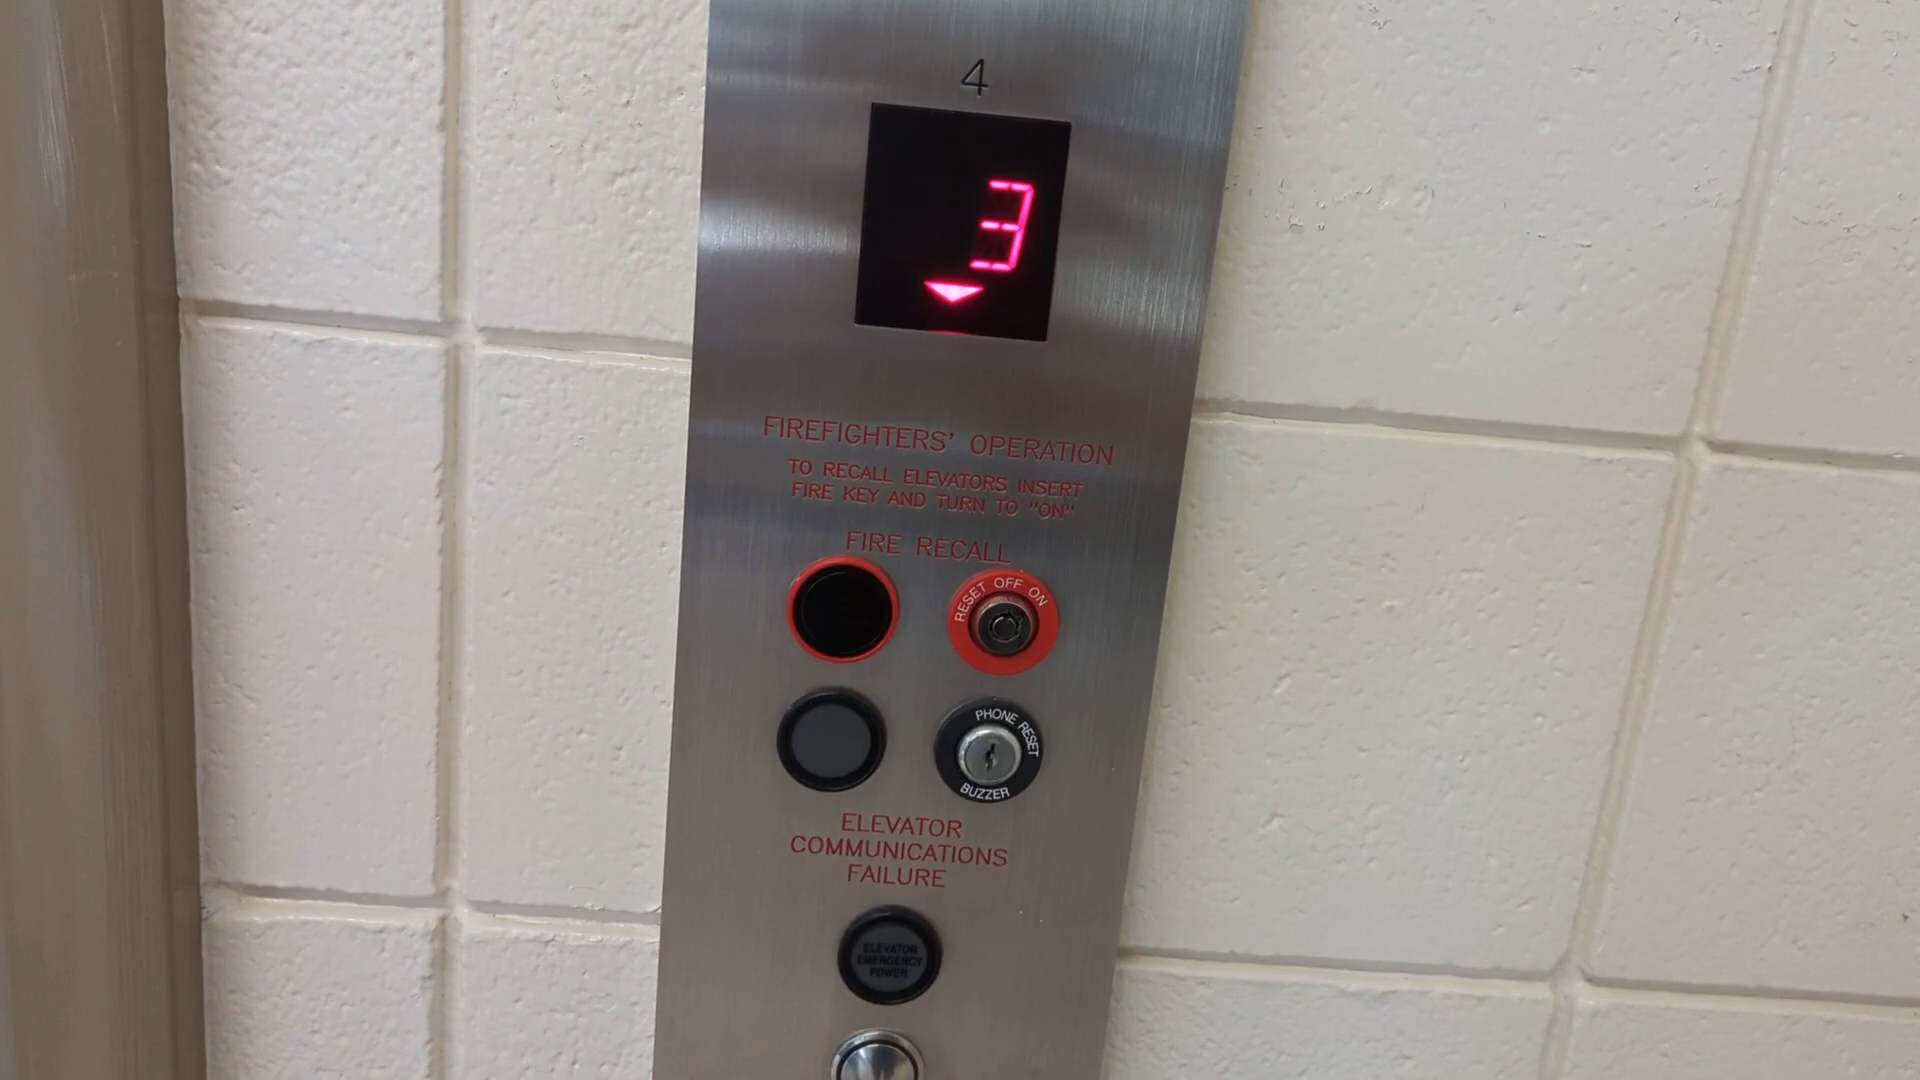 4
3
FIREFIGHTERS' OPERATION
TO RECALL ELEVATORS INSERT
FIRE KEY AND TURN TO "ON"
FIRE RECALL
RESET OFF ON
PHONE RESET
BUZZER
ELEVATOR
COMMUNICATIONS
FAILURE
ELEVATOR
EMERGENCY
POWER